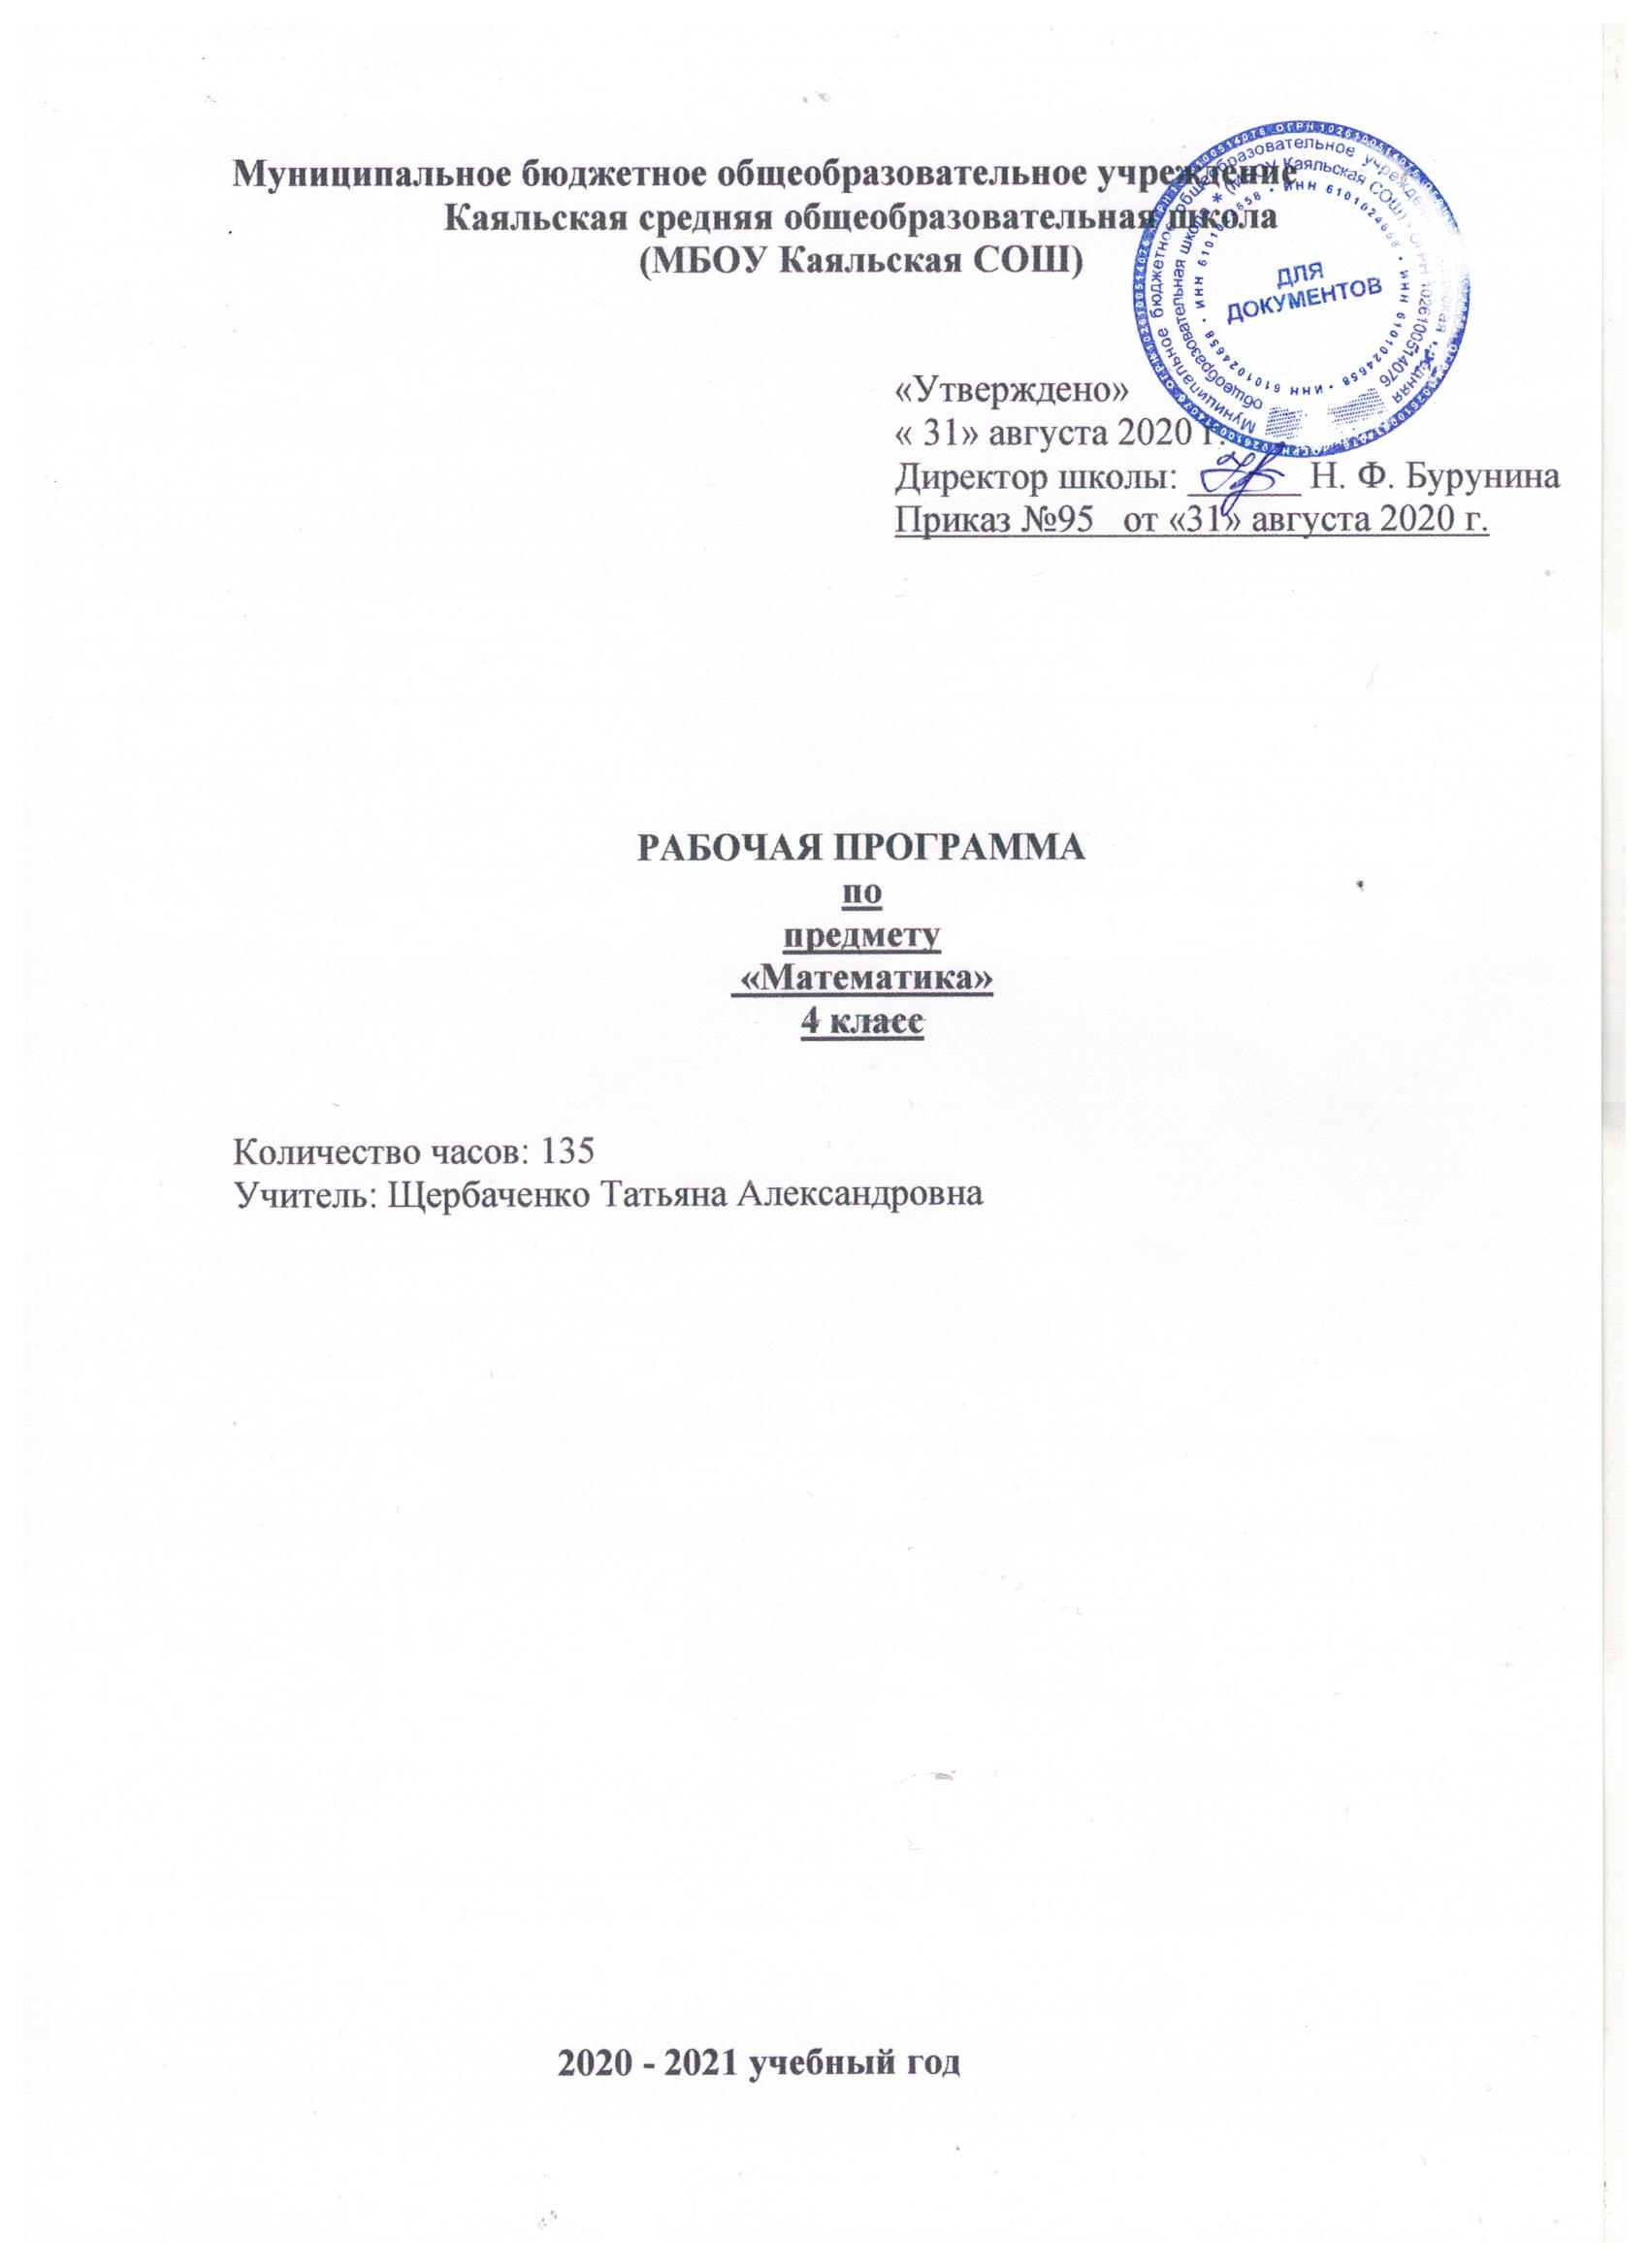 Муниципальное бюджетное общеобразовательное учреждение
Каяльская средняя общеобразовательная школа
(МБОУ Каяльская СОШ)
ДЛЯ
ДОКУМЕНТОВ
«Утверждено»
« 31» августа 2020 г.
Директор школы: ______ Н. Ф. Бурунина
Приказ №95 от «31» августа 2020 г.
РАБОЧАЯ ПРОГРАММА
по
предмету
«Математика»
4 класс
Количество часов: 135
Учитель: Щербаченко Татьяна Александровна
2020 - 2021 учебный год